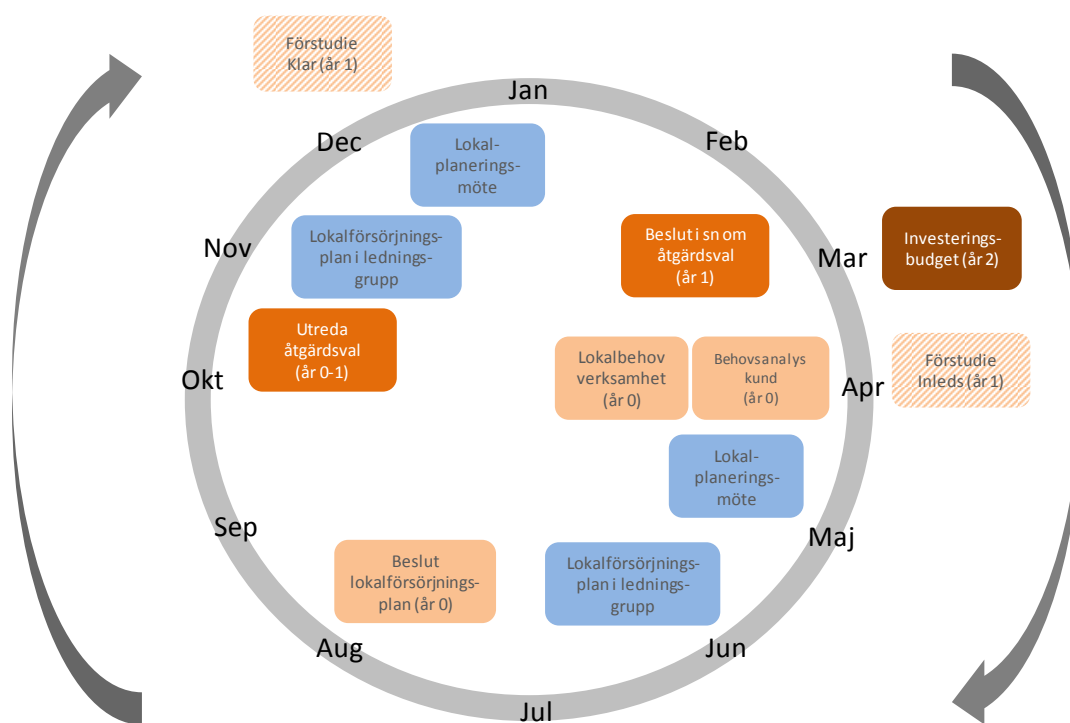 Förstudie
Klar (år 1)
Jan
Dec
Feb
Lokal-
planerings-
möte
Nov
Lokalförsörjnings-
plan i lednings-
grupp
Beslut i sn om
åtgärdsval
(år 1)
Mar
Investerings-
budget (år 2)
Utreda
åtgärdsval
(år 0-1)
Okt
Lokalbehov
verksamhet
(år 0)
Behovsanalys
kund
(år 0)
Apr
Förstudie
Inleds (år 1)
Lokal-
planerings-
möte
Sep
Maj
Beslut
lokalförsörjnings-
plan (år 0)
Lokalförsörjnings-
plan i lednings-
grupp
Aug
Jun
Jul